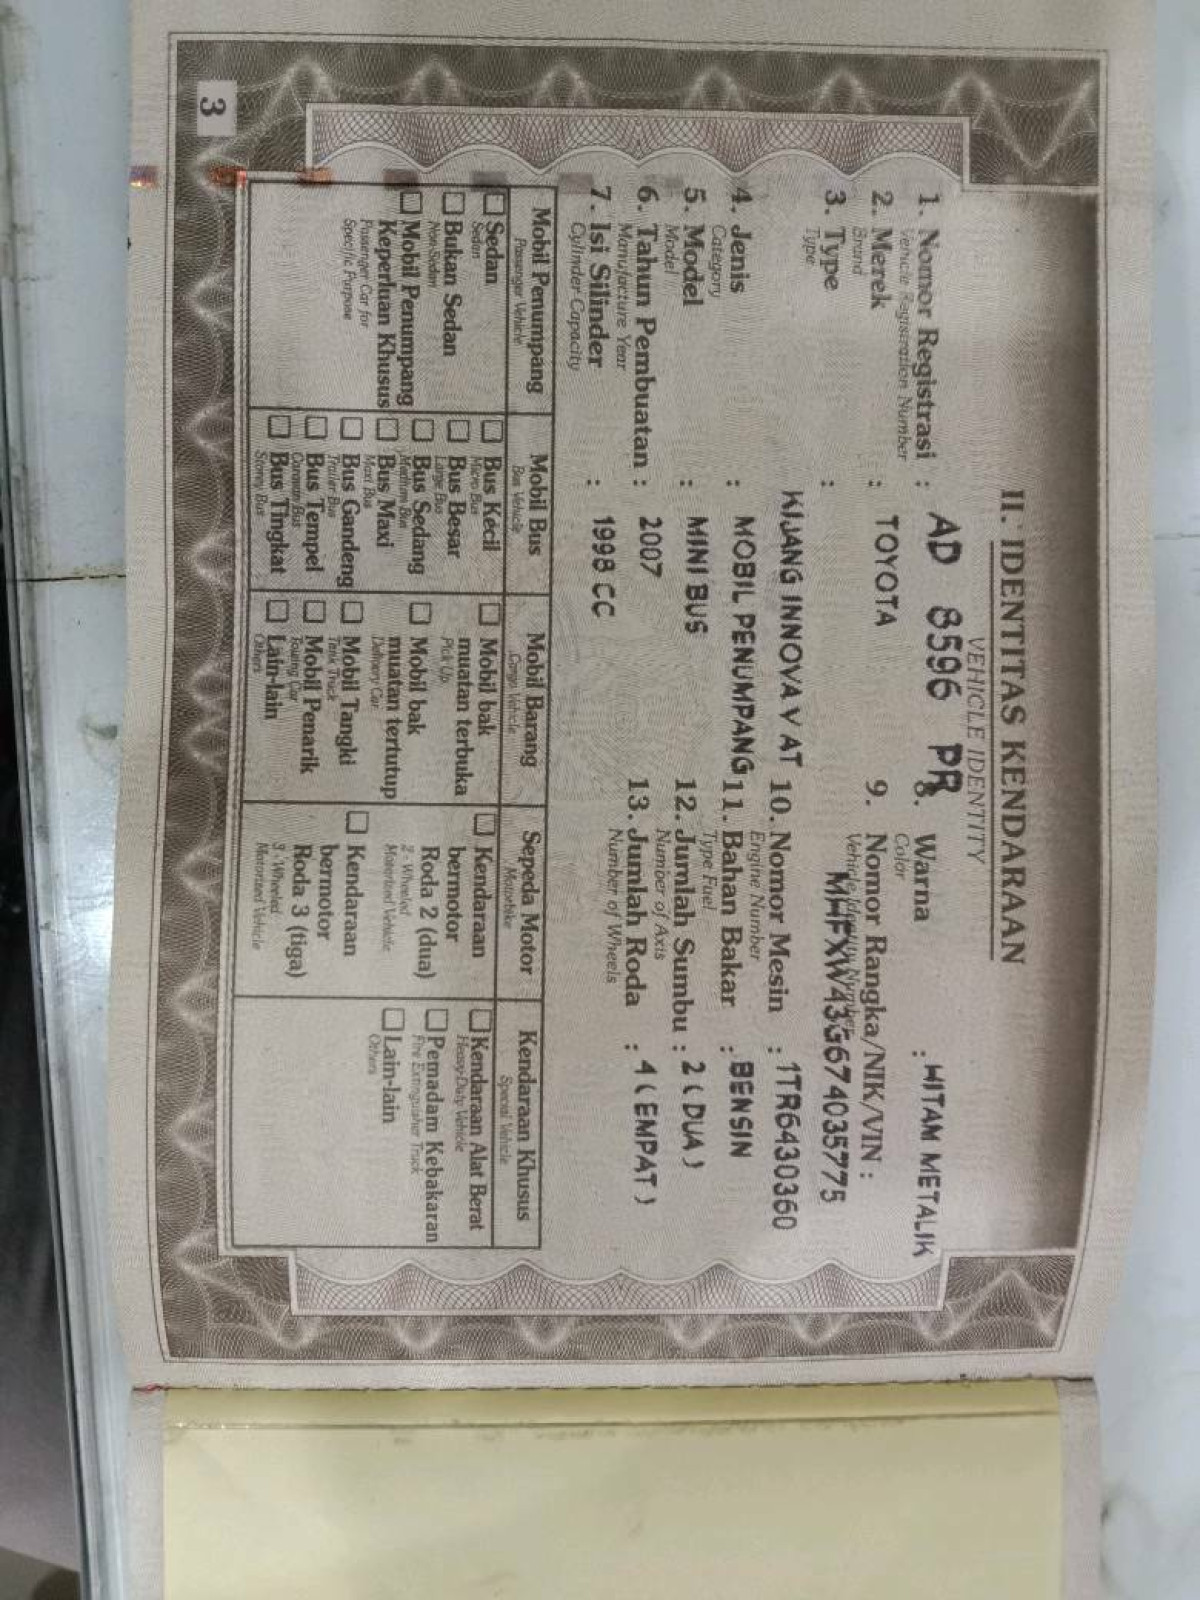 II. IDENTITAS KENDARAAN
VEHICLE IDENTITY
1. Nomor Registrasi : AD 8596 PR
Vehicle Registration Number
2. Merek : TOYOTA
Brand
3. Type :
Type
KIJANG INNOVA V AT
4. Jenis : MOBIL PENUMPANG
Category
5. Model : MINI BUS
Model
6. Tahun Pembuatan : 2007
Manufacture Year
7. Isi Silinder : 1998 CC
Cylinder Capacity
8. Warna : HITAM METALIK
Color
9. Nomor Rangka/NIK/VIN :
Vehicle Identity Number
MHFXW43G674035775
10. Nomor Mesin : 1TR6430360
Engine Number
11. Bahan Bakar : BENSIN
Type Fuel
12. Jumlah Sumbu : 2 ( DUA )
Number of Axis
13. Jumlah Roda : 4 ( EMPAT )
Number of Wheels
Mobil Penumpang
Passenger Vehicle
Sedan
Sedan
Bukan Sedan
Non Sedan
Mobil Penumpang
Keperluan Khusus
Passenger Car for
Specific Purpose
Mobil Bus
Bus Vehicle
Bus Kecil
Micro Bus
Bus Besar
Large Bus
Bus Sedang
Medium Bus
Bus Maxi
Maxi Bus
Bus Gandeng
Trailer Bus
Bus Tempel
Bus Tingkat
Storey Bus
Mobil Barang
Cargo Vehicle
Mobil bak
muatan terbuka
Pick Up
Mobil bak
muatan tertutup
Delivery Car
Mobil Tangki
Tank Truck
Mobil Penarik
Towing Car
Lain-lain
Others
Sepeda Motor
Motorbike
Kendaraan
bermotor
Roda 2 (dua)
2 - Wheeled
Motorized Vehicle
Kendaraan
bermotor
Roda 3 (tiga)
3 - Wheeled
Motorized Vehicle
Kendaraan Khusus
Special Vehicle
Kendaraan Alat Berat
Heavy Duty Vehicle
Pemadam Kebakaran
Fire Extinguisher Truck
Lain-lain
Others
3